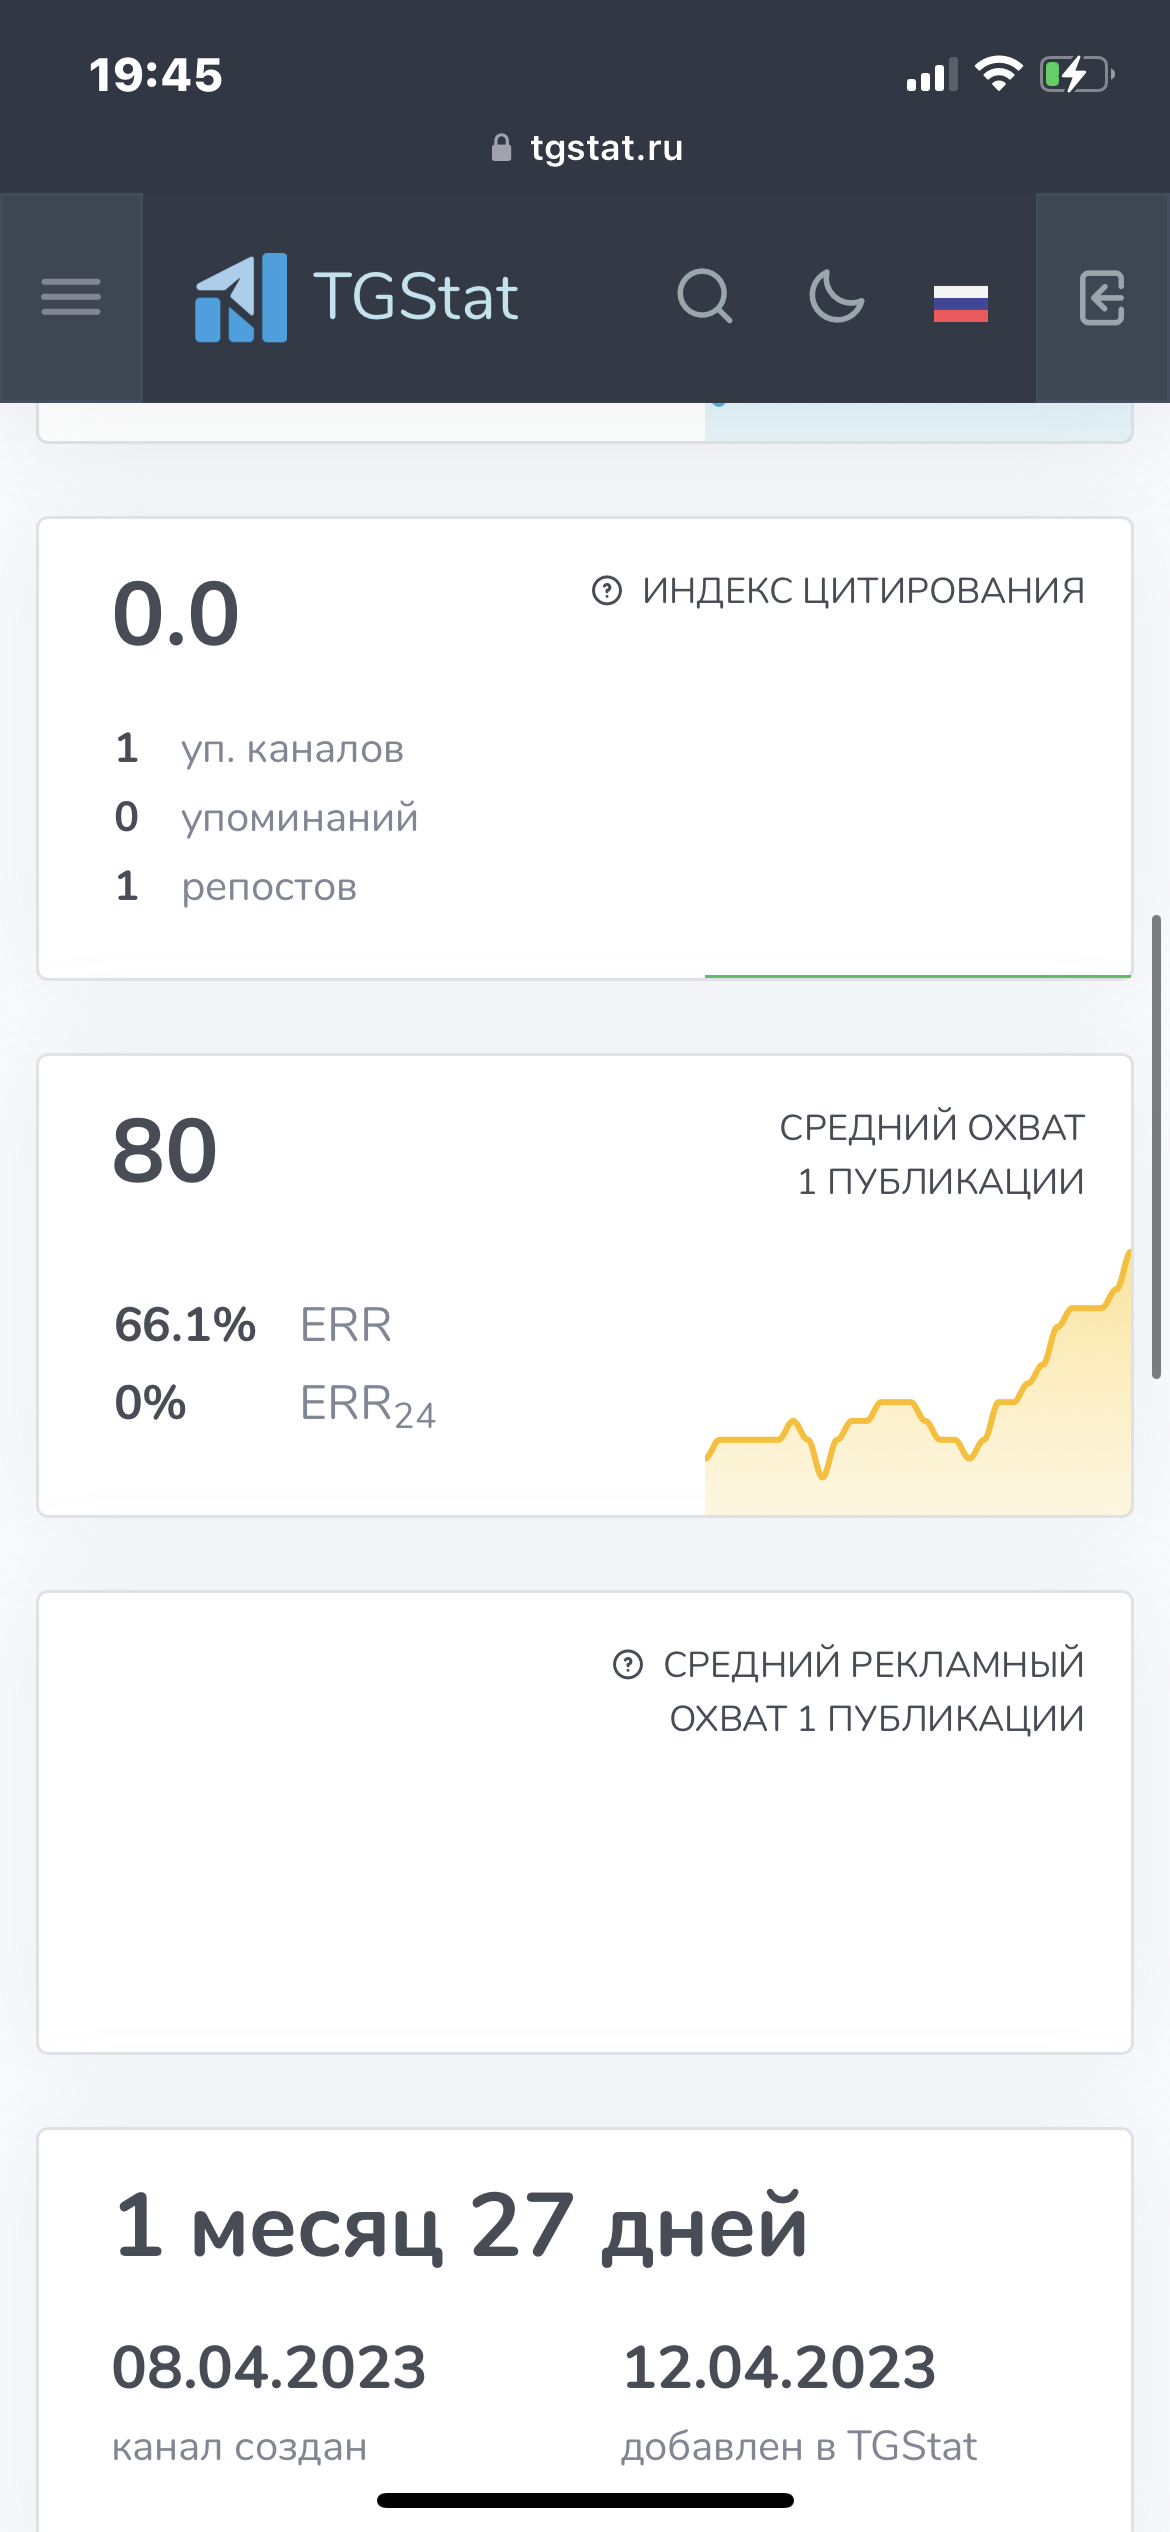 19:45
tgstat.ru
TGStat
0.0
ИНДЕКС ЦИТИРОВАНИЯ
1 уп. каналов
0 упоминаний
1 репостов
80
СРЕДНИЙ ОХВАТ
1 ПУБЛИКАЦИИ
66.1% ERR
0% ERR24
СРЕДНИЙ РЕКЛАМНЫЙ
ОХВАТ 1 ПУБЛИКАЦИИ
1 месяц 27 дней
08.04.2023 12.04.2023
канал создан добавлен в TGStat